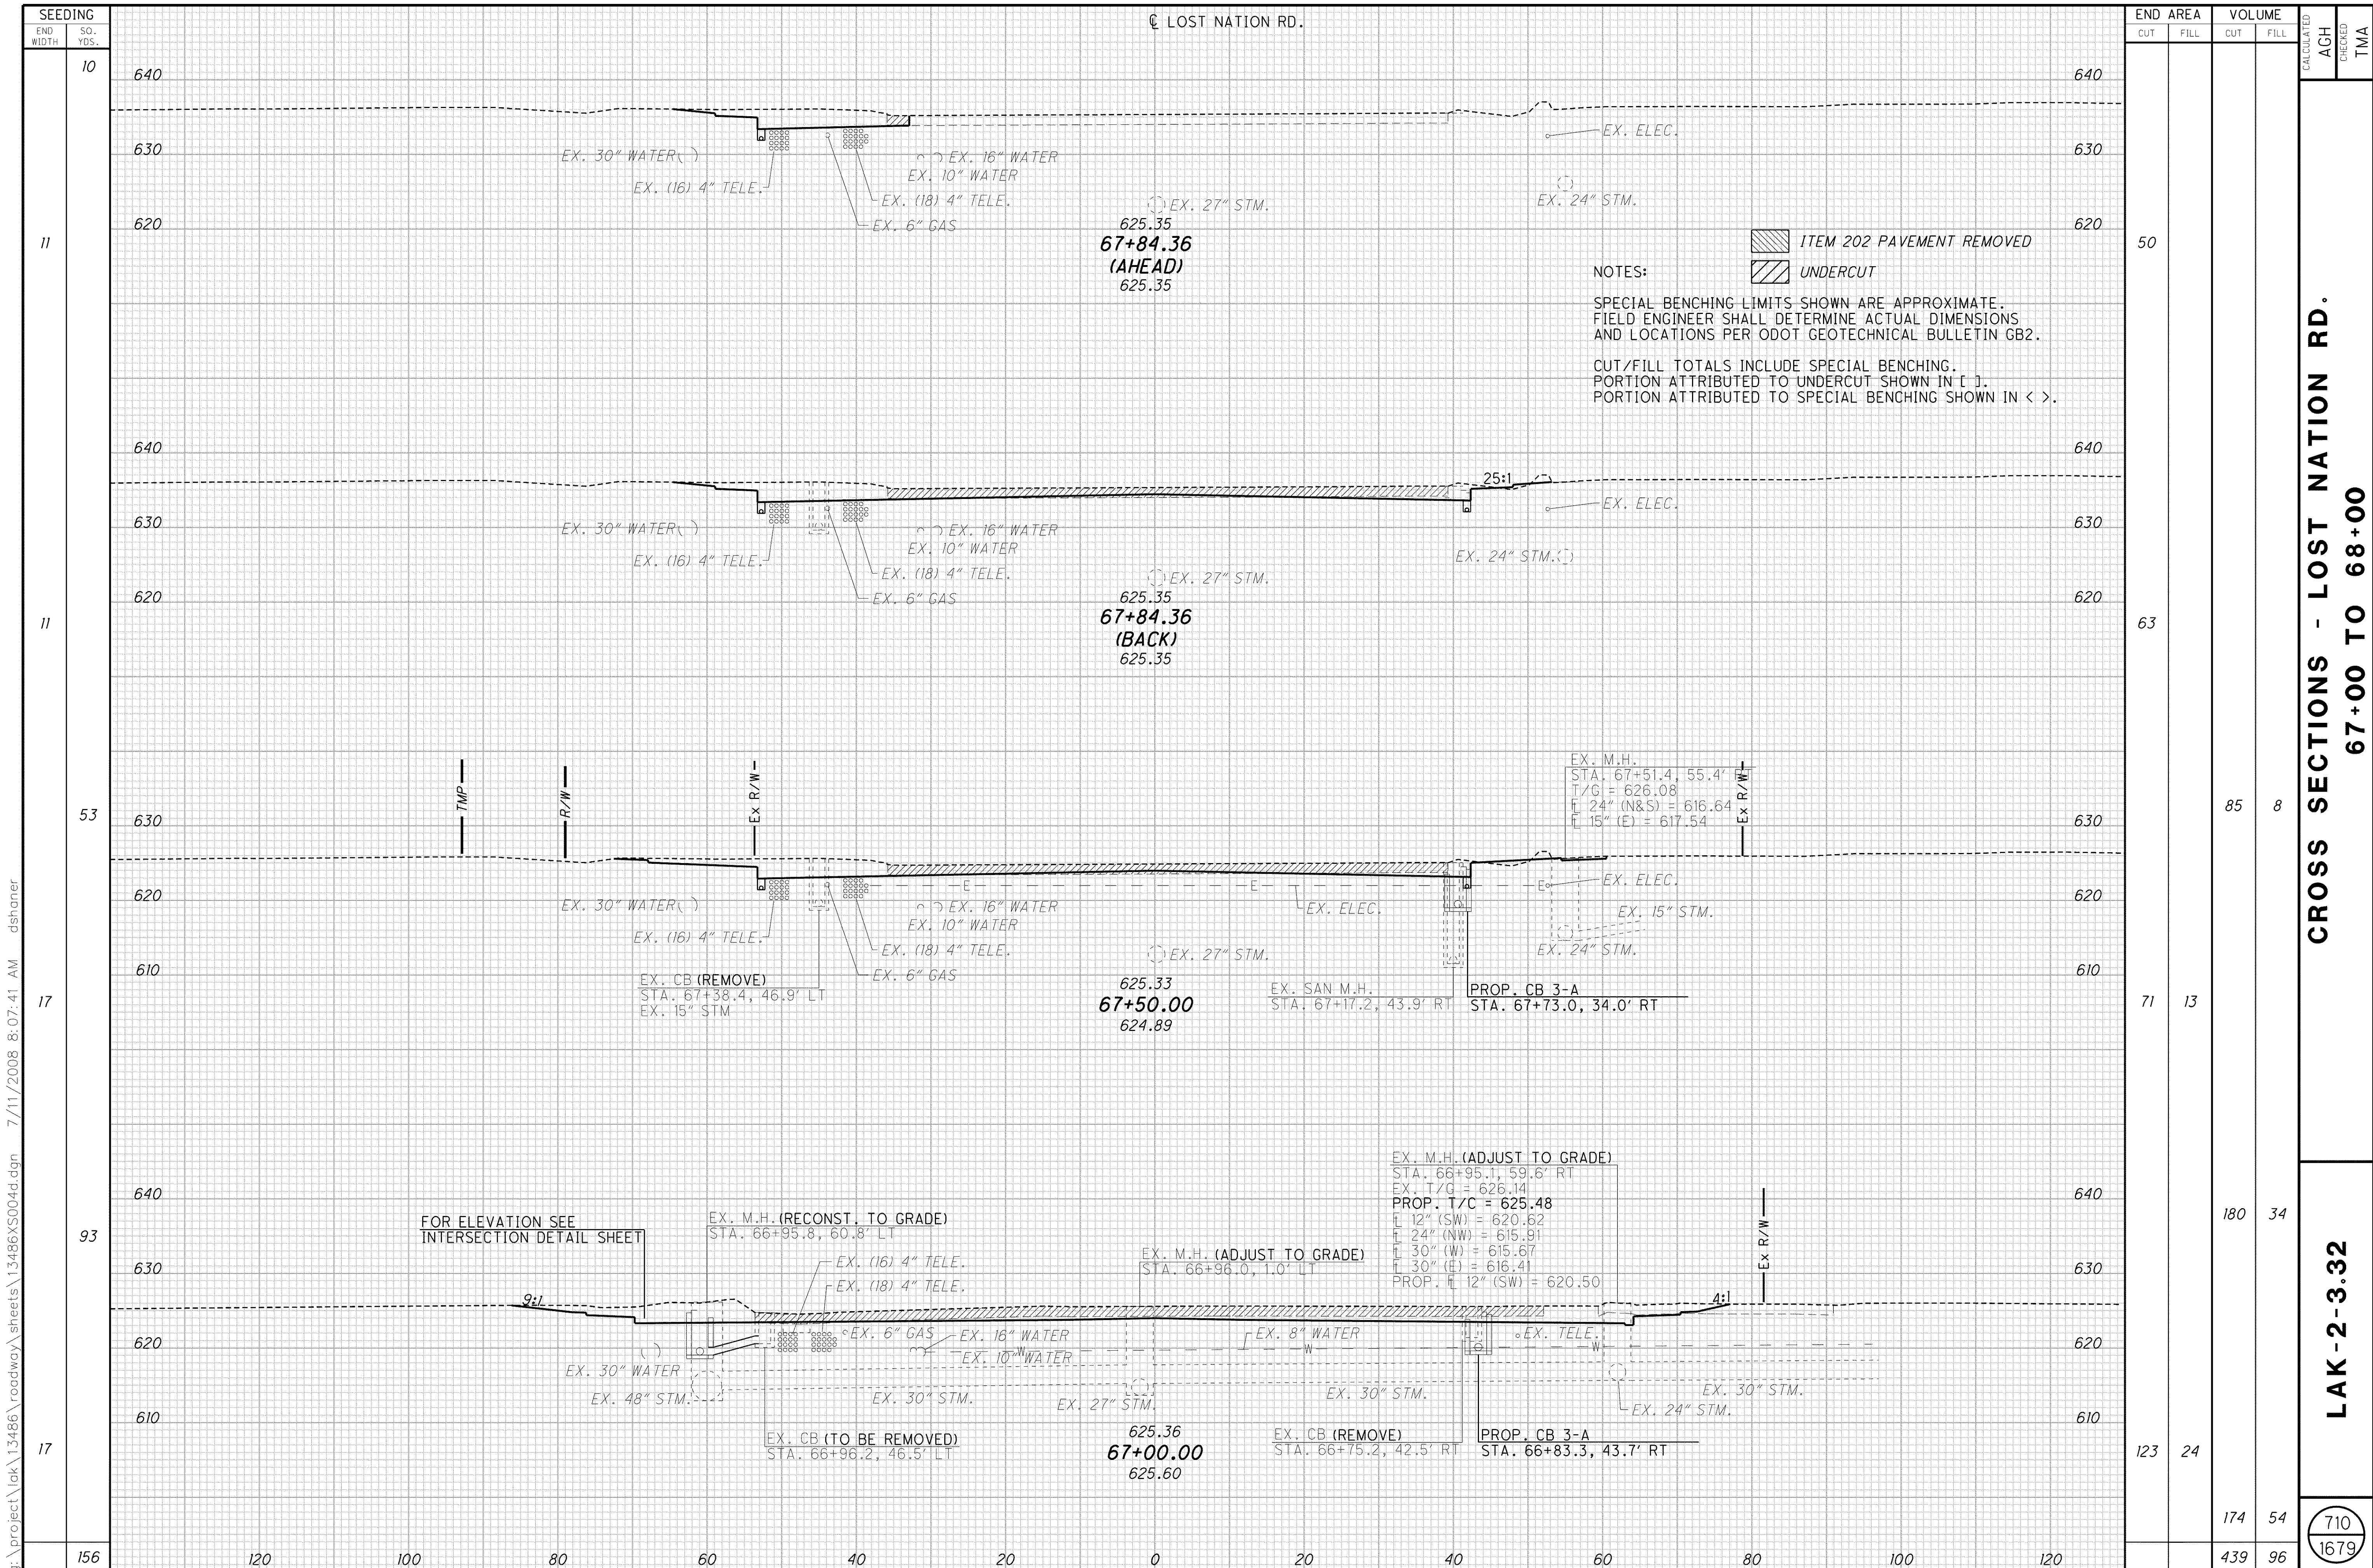 SEEDING
END WIDTH
SQ. YDS.
℄ LOST NATION RD.
END AREA
VOLUME
CUT
FILL
CUT
FILL
CALCULATED
AGH
CHECKED
TMA
10
640
640
630
630
620
620
EX. 30" WATER
EX. (16) 4" TELE.
EX. 16" WATER
EX. 10" WATER
EX. (18) 4" TELE.
EX. 6" GAS
EX. 27" STM.
EX. ELEC.
EX. 24" STM.
625.35
67+84.36
(AHEAD)
625.35
11
50
ITEM 202 PAVEMENT REMOVED
NOTES:
UNDERCUT
SPECIAL BENCHING LIMITS SHOWN ARE APPROXIMATE.
FIELD ENGINEER SHALL DETERMINE ACTUAL DIMENSIONS
AND LOCATIONS PER ODOT GEOTECHNICAL BULLETIN GB2.
CUT/FILL TOTALS INCLUDE SPECIAL BENCHING.
PORTION ATTRIBUTED TO UNDERCUT SHOWN IN [ ].
PORTION ATTRIBUTED TO SPECIAL BENCHING SHOWN IN < >.
640
640
630
630
620
620
25:1
EX. 30" WATER
EX. (16) 4" TELE.
EX. 16" WATER
EX. 10" WATER
EX. (18) 4" TELE.
EX. 6" GAS
EX. 27" STM.
EX. ELEC.
EX. 24" STM.
625.35
67+84.36
(BACK)
625.35
11
63
53
85
8
TMP
R/W
Ex R/W
EX. M.H.
STA. 67+51.4, 55.4' RT
T/G = 626.08
℄ 24" (N&S) = 616.64
℄ 15" (E) = 617.54
Ex R/W
630
630
620
620
610
610
EX. 30" WATER
EX. (16) 4" TELE.
EX. 16" WATER
EX. 10" WATER
EX. (18) 4" TELE.
EX. 6" GAS
EX. 27" STM.
E
E
E
EX. ELEC.
EX. ELEC.
EX. 15" STM.
EX. 24" STM.
EX. CB (REMOVE)
STA. 67+38.4, 46.9' LT
EX. 15" STM
625.33
67+50.00
624.89
EX. SAN M.H.
STA. 67+17.2, 43.9' RT
PROP. CB 3-A
STA. 67+73.0, 34.0' RT
17
71
13
93
180
34
640
640
630
630
620
620
610
610
FOR ELEVATION SEE
INTERSECTION DETAIL SHEET
EX. M.H. (RECONST. TO GRADE)
STA. 66+95.8, 60.8' LT
EX. (16) 4" TELE.
EX. (18) 4" TELE.
EX. M.H. (ADJUST TO GRADE)
STA. 66+96.0, 1.0' LT
EX. M.H. (ADJUST TO GRADE)
STA. 66+95.1, 59.6' RT
EX. T/G = 626.14
PROP. T/C = 625.48
℄ 12" (SW) = 620.62
℄ 24" (NW) = 615.91
℄ 30" (W) = 615.67
℄ 30" (E) = 616.41
PROP. ℄ 12" (SW) = 620.50
Ex R/W
9:1
4:1
EX. 6" GAS
EX. 16" WATER
EX. 10" WATER
EX. 8" WATER
EX. TELE.
W
W
W
EX. 30" WATER
EX. 48" STM.
EX. 30" STM.
EX. 27" STM.
EX. 30" STM.
EX. 30" STM.
EX. 24" STM.
EX. CB (TO BE REMOVED)
STA. 66+96.2, 46.5' LT
625.36
67+00.00
625.60
EX. CB (REMOVE)
STA. 66+75.2, 42.5' RT
PROP. CB 3-A
STA. 66+83.3, 43.7' RT
17
123
24
174
54
156
439
96
120
100
80
60
40
20
0
20
40
60
80
100
120
CROSS SECTIONS - LOST NATION RD.
67+00 TO 68+00
LAK-2-3.32
710
1679
\project\lak\13486\roadway\sheets\13486XS004d.dgn 7/11/2008 8:07:41 AM dshaner